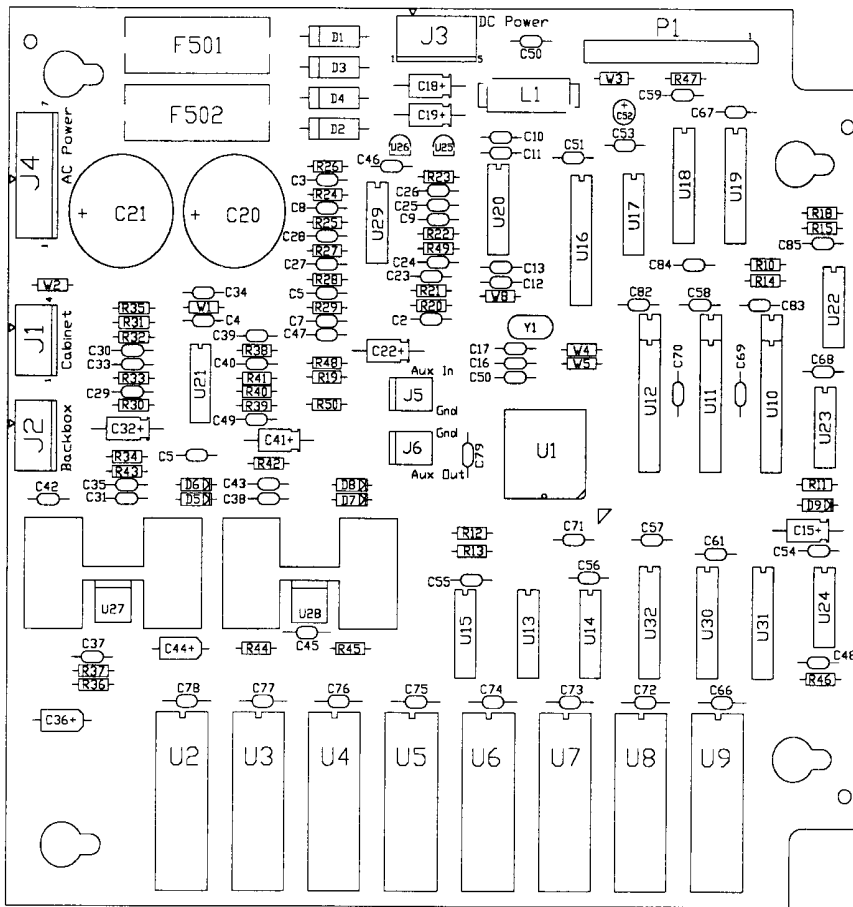 F501
D1
J3
DC Power
1
5
C50
P1
1
D3
C18+
L1
W3
R47
C59
F502
D4
C19+
C52
+
C67
7
J4
AC Power
1
D2
U26
U25
C10
C11
C53
C51
C46
U18
U19
R26
C3
R24
C8
R25
C28
R27
C27
R28
C5
R29
C7
C47
R23
C26
C25
C9
R22
R49
C24
C23
R21
R20
C2
U29
U20
U16
U17
+
C21
+
C20
R18
R15
C85
C84
R10
R14
C13
C12
W8
W2
C34
W1
C4
C82
C58
C83
U22
4
J1
Cabinet
1
R35
R31
R32
C30
C33
R33
C29
R30
C39
R38
C40
R41
R40
R39
C49
U21
R48
R19
R50
C22+
Y1
C17
C16
C50
W4
W5
Aux In
J5
Gnd
Gnd
J6
Aux Out
C79
U1
U12
C70
U11
C69
U10
C68
U23
J2
Backbox
C32+
C41+
R34
R43
C5
R42
C42
C35
C31
D6
D5
C43
C38
D8
D7
R11
D9
C15+
C54
R12
R13
C71
C57
C61
C55
C56
U27
U28
U15
U13
U14
U32
U30
U31
U24
C37
R37
R36
C44+
R44
C45
R45
C48
R46
C36+
C78
C77
C76
C75
C74
C73
C72
C66
U2
U3
U4
U5
U6
U7
U8
U9